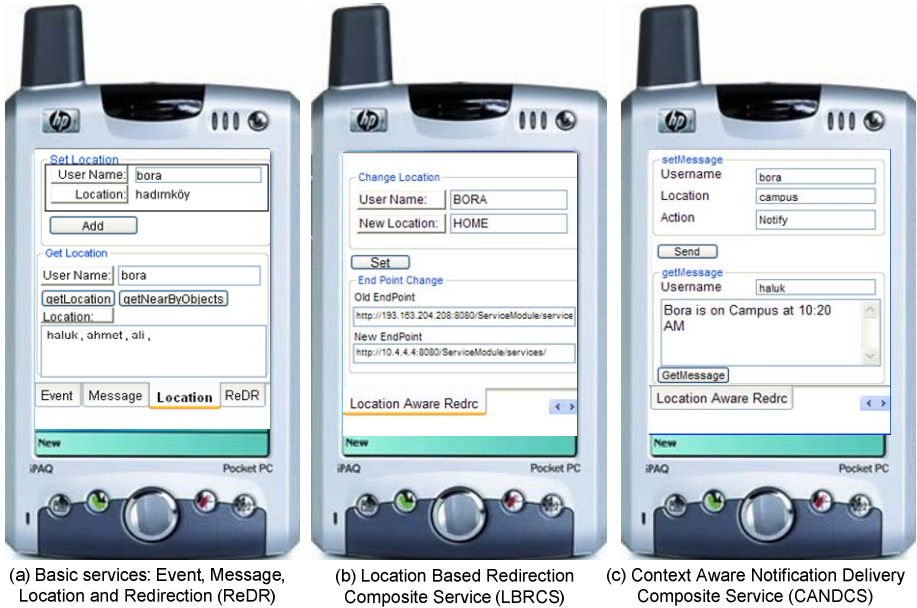 hp
Set Location
User Name: bora
Location: hadımköy
Add
Get Location
User Name: bora
getLocation getNearByObjects
Location:
haluk , ahmet , ali ,
Event Message Location ReDR
New
iPAQ Pocket PC
(a) Basic services: Event, Message,
Location and Redirection (ReDR)
hp
Change Location
User Name: BORA
New Location: HOME
Set
End Point Change
Old EndPoint
http://193.163.204.208:8080/ServiceModule/service
New EndPoint
http://10.4.4.4:8080/ServiceModule/services/
Location Aware Redrc
New
iPAQ Pocket PC
(b) Location Based Redirection
Composite Service (LBRCS)
hp
setMessage
Username bora
Location campus
Action Notify
Send
getMessage
Username haluk
Bora is on Campus at 10:20
AM
GetMessage
Location Aware Redrc
New
iPAQ Pocket PC
(c) Context Aware Notification Delivery
Composite Service (CANDCS)